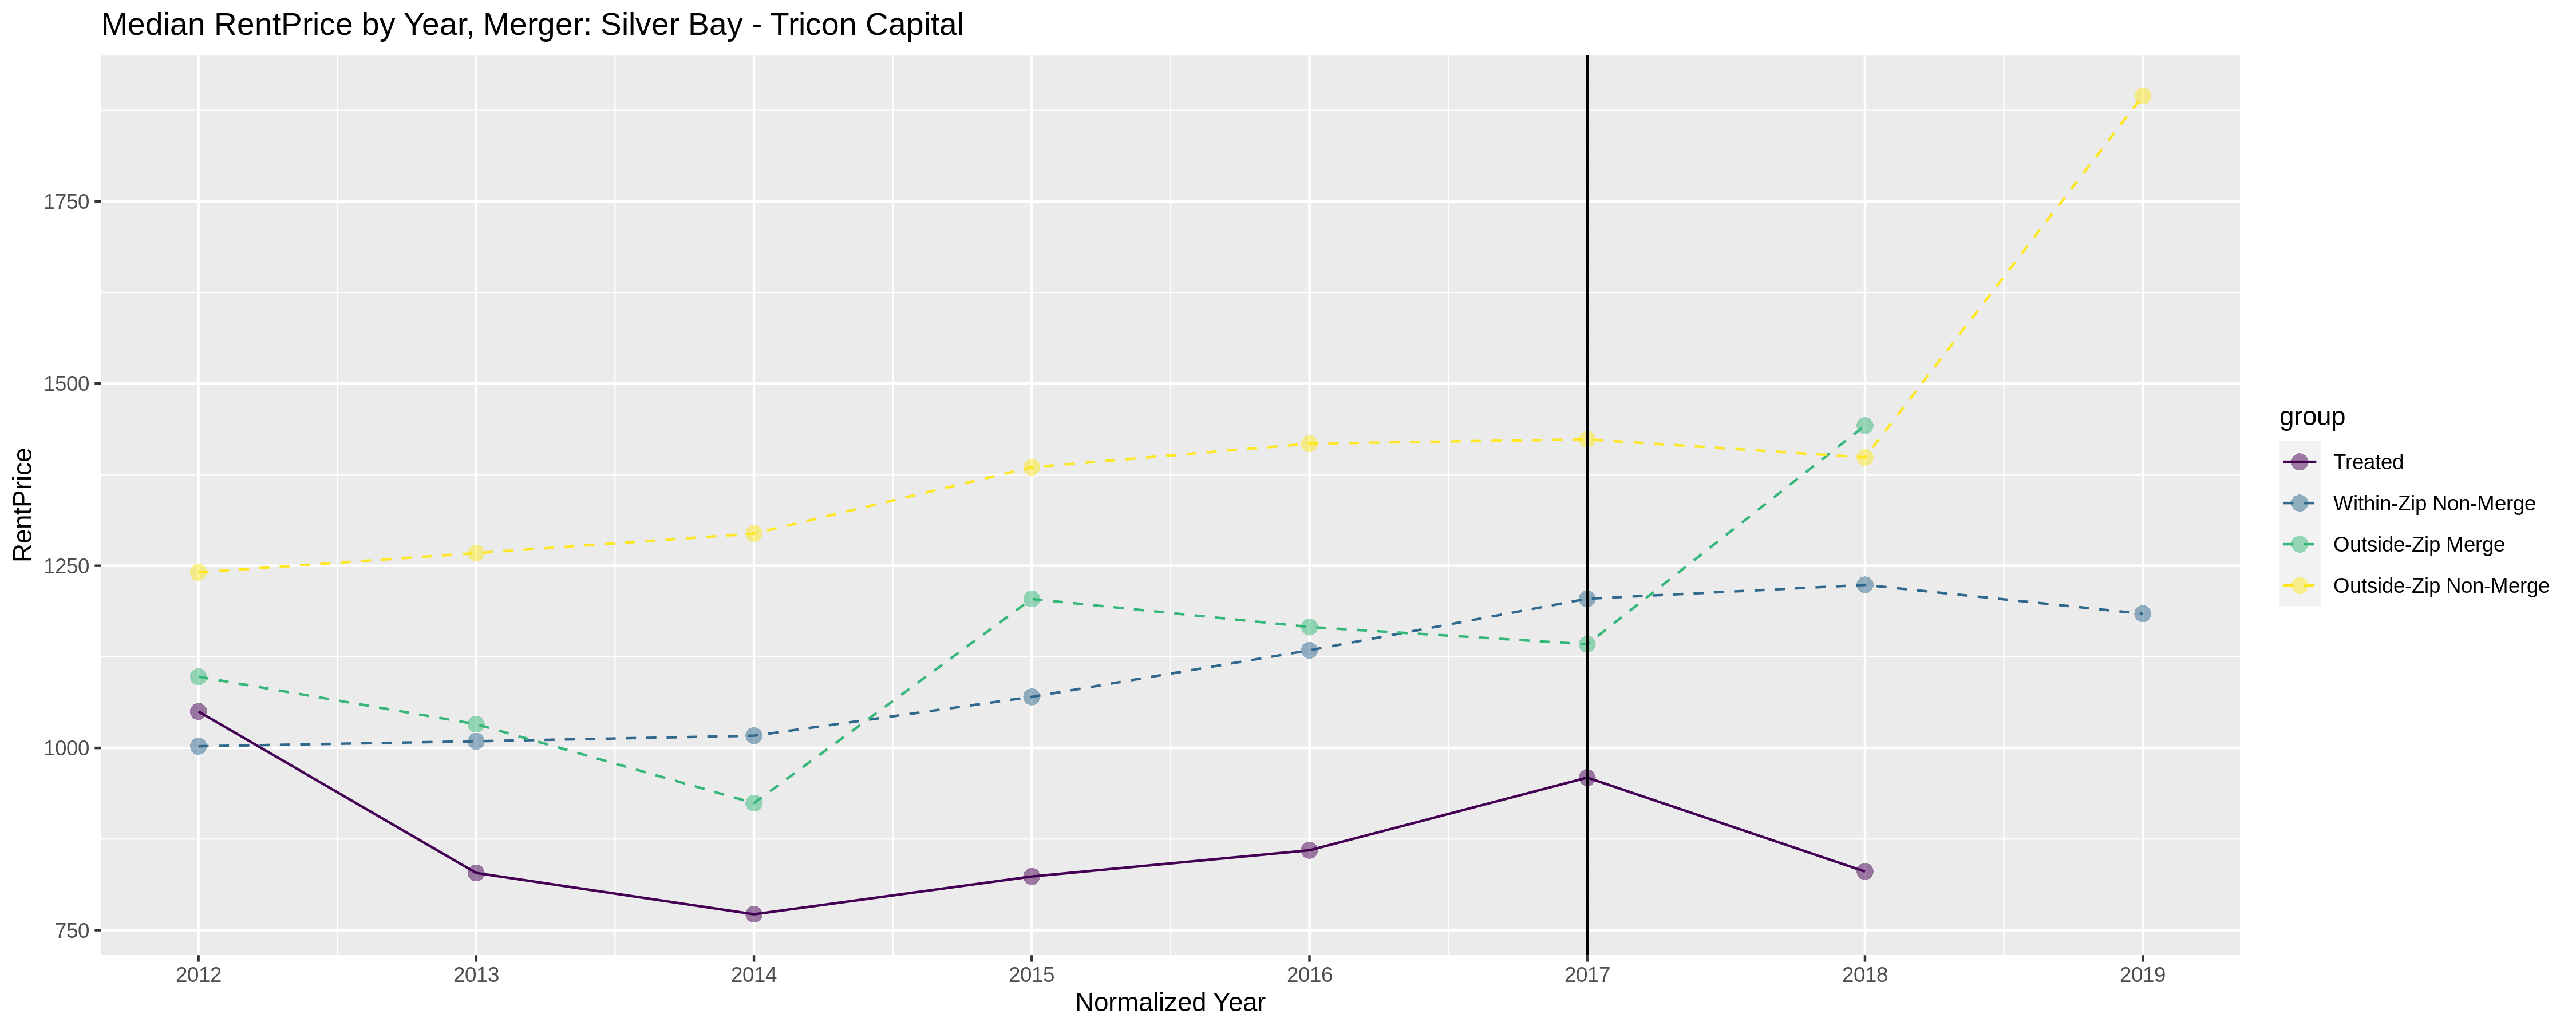 Median RentPrice by Year, Merger: Silver Bay - Tricon Capital
1750
1500
1250
1000
750
RentPrice
2012 2013 2014 2015 2016 2017 2018 2019
Normalized Year
group
Treated
Within-Zip Non-Merge
Outside-Zip Merge
Outside-Zip Non-Merge